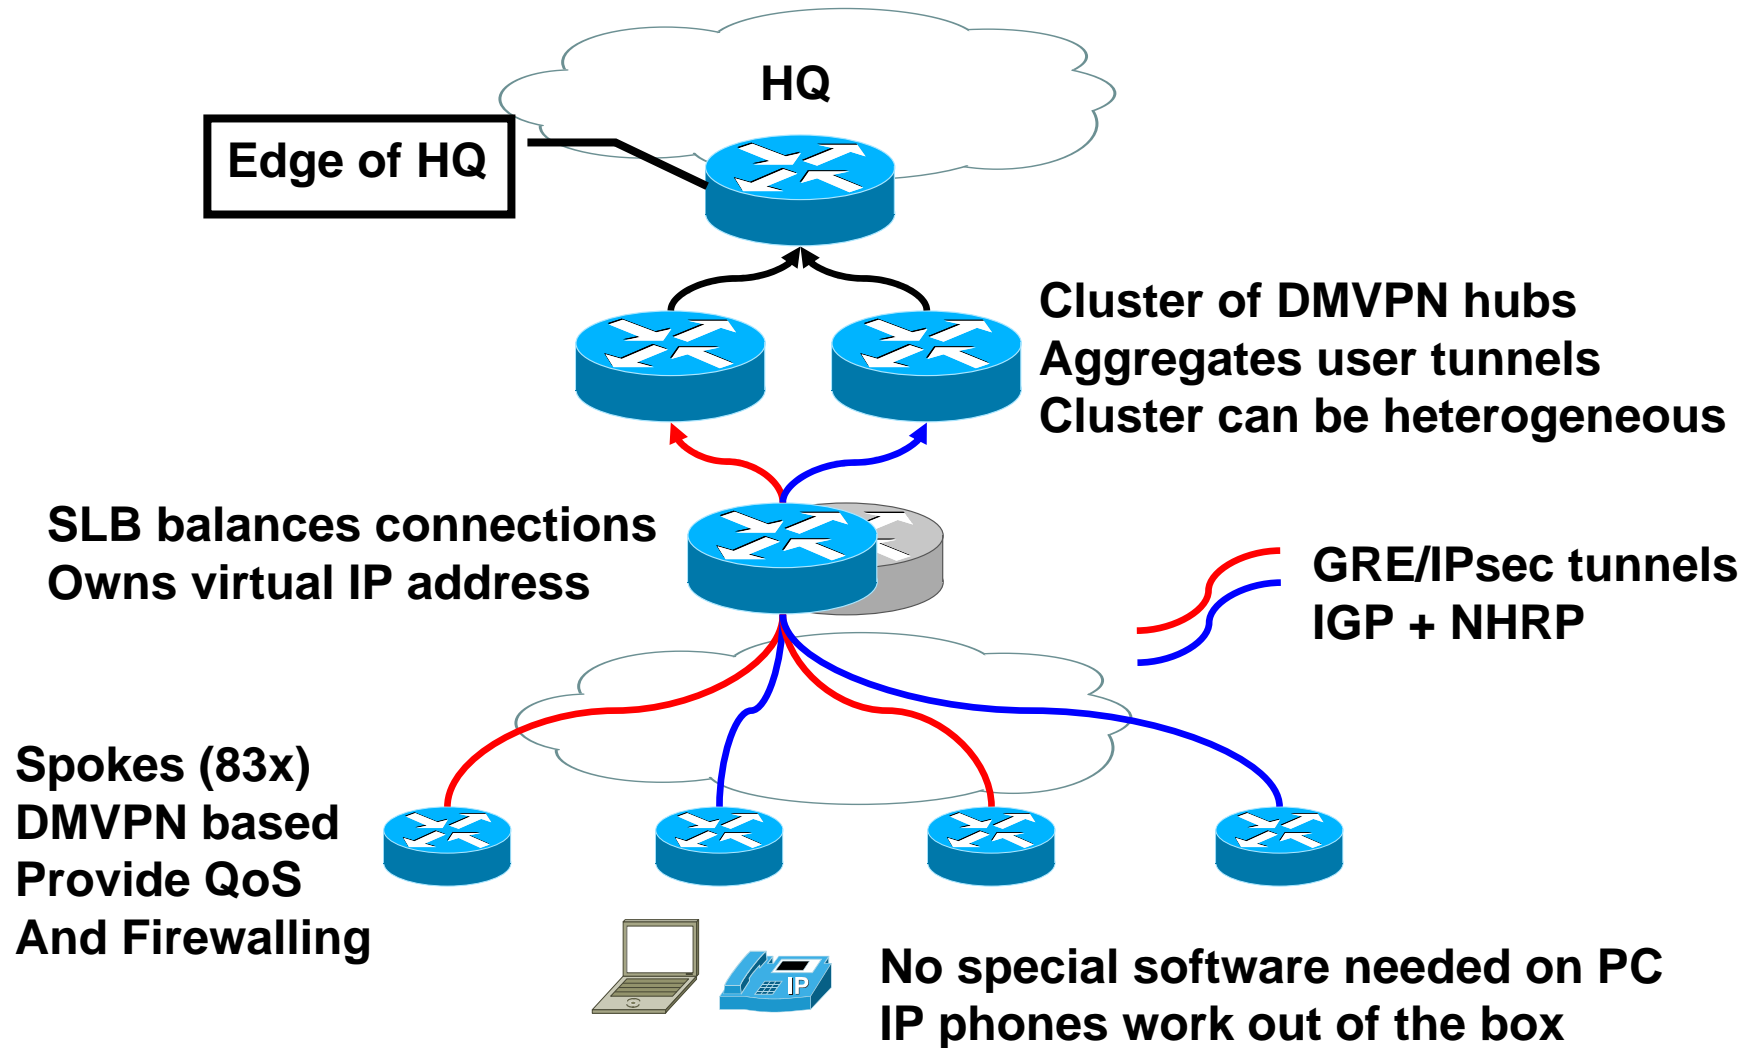 HQ
Edge of HQ
Cluster of DMVPN hubs
Aggregates user tunnels
Cluster can be heterogeneous
SLB balances connections
Owns virtual IP address
GRE/IPsec tunnels
IGP + NHRP
Spokes (83x)
DMVPN based
Provide QoS
And Firewalling
IP
No special software needed on PC
IP phones work out of the box